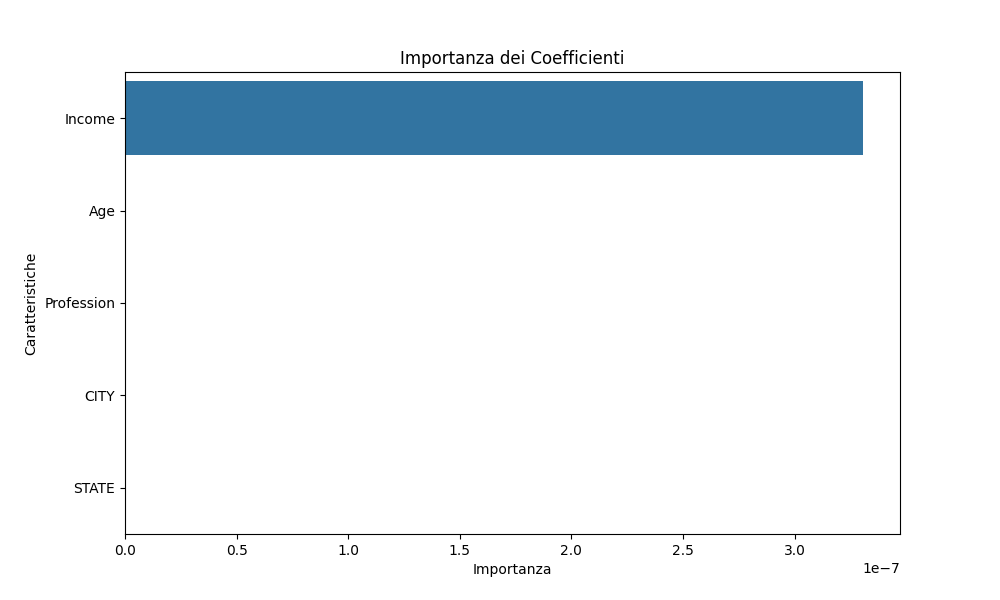 Importanza dei Coefficienti
Income
Age
Profession
CITY
STATE
Caratteristiche
0.0 0.5 1.0 1.5 2.0 2.5 3.0
Importanza
1e−7